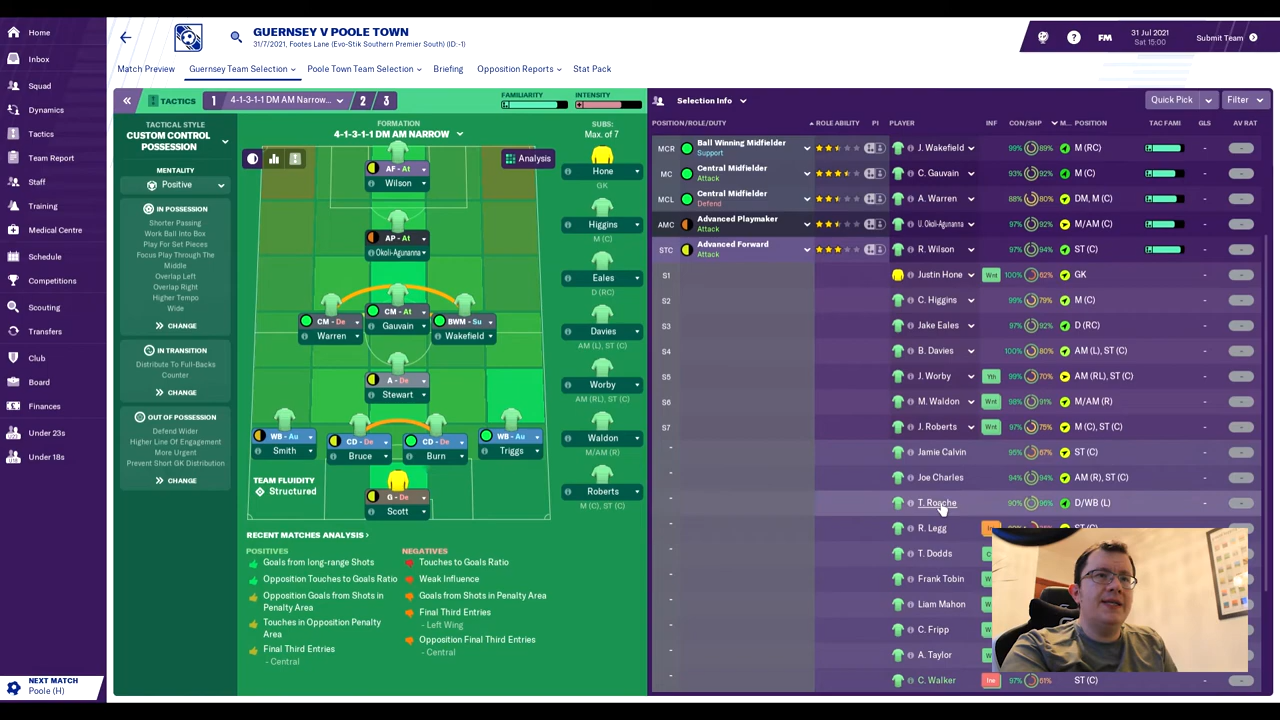 Home
Inbox
Squad
Dynamics
Tactics
Team Report
Staff
Training
Medical Centre
Schedule
Competitions
Scouting
Transfers
Club
Board
Finances
Under 23s
Under 18s
NEXT MATCH
Poole (H)
GUERNSEY V POOLE TOWN
31/7/2021, Footes Lane (Evo-Stik Southern Premier South) (ID:-1)
FM
31 Jul 2021
Sat 15:00
Submit Team
Match Preview
Guernsey Team Selection
Poole Town Team Selection
Briefing
Opposition Reports
Stat Pack
TACTICS
1
4-1-3-1-1 DM AM Narrow...
2
3
FAMILIARITY
INTENSITY
TACTICAL STYLE
CUSTOM CONTROL
POSSESSION
MENTALITY
Positive
IN POSSESSION
Shorter Passing
Work Ball Into Box
Play For Set Pieces
Focus Play Through The
Middle
Overlap Left
Overlap Right
Higher Tempo
Wide
CHANGE
IN TRANSITION
Distribute To Full-Backs
Counter
CHANGE
OUT OF POSSESSION
Defend Wider
Higher Line of Engagement
More Urgent
Prevent Short GK Distribution
CHANGE
FORMATION
4-1-3-1-1 DM AM NARROW
Analysis
AF - At
Wilson
AP - At
Okoli-Agunanna
CM - De
Warren
CM - At
Gauvain
BWM - Su
Wakefield
A - De
Stewart
WB - Au
Smith
CD - De
Bruce
CD - De
Burn
WB - Au
Triggs
G - De
Scott
TEAM FLUIDITY
Structured
SUBS:
Max. of 7
Hone
GK
Higgins
M (C)
Eales
D (RC)
Davies
AM (L), ST (C)
Worby
AM (RL), ST (C)
Waldon
M/AM (R)
Roberts
M (C), ST (C)
RECENT MATCHES ANALYSIS >
POSITIVES
Goals from long-range Shots
Opposition Touches to Goals Ratio
Opposition Goals from Shots in
Penalty Area
Touches in Opposition Penalty
Area
Final Third Entries
- Central
NEGATIVES
Touches to Goals Ratio
Weak Influence
Goals from Shots in Penalty Area
Final Third Entries
- Left Wing
Opposition Final Third Entries
- Central
Selection Info
Quick Pick
Filter
POSITION/ROLE/DUTY ROLE ABILITY PI PLAYER INF CON/SHP M... POSITION TAC FAMI GLS AV RAT
MCR Ball Winning Midfielder Support J. Wakefield 99% 89% M (RC) - -
MC Central Midfielder Attack C. Gauvain 93% 92% M (C) - -
MCL Central Midfielder Defend A. Warren 88% 80% DM, M (C) - -
AMC Advanced Playmaker Attack U. Okoli-Agunanna 97% 97% M/AM (C) - -
STC Advanced Forward Attack R. Wilson 97% 94% ST (C) - -
S1 Justin Hone Wnt 100% 62% GK - -
S2 C. Higgins 99% 79% M (C) - -
S3 Jake Eales 97% 92% D (RC) - -
S4 B. Davies 100% 80% AM (L), ST (C) - -
S5 J. Worby Yth 99% 70% AM (RL), ST (C) - -
S6 M. Waldon Wnt 98% 91% M/AM (R) - -
S7 J. Roberts Wnt 97% 75% M (C), ST (C) - -
- Jamie Calvin 95% 67% ST (C) - -
- Joe Charles 94% 94% AM (R), ST (C) - -
- T. Rosche 90% 96% D/WB (L) - -
- R. Legg ST (C) - -
- T. Dodds
- Frank Tobin
- Liam Mahon
- C. Fripp
- A. Taylor
C. Walker Ine 97% 61% ST (C) - -